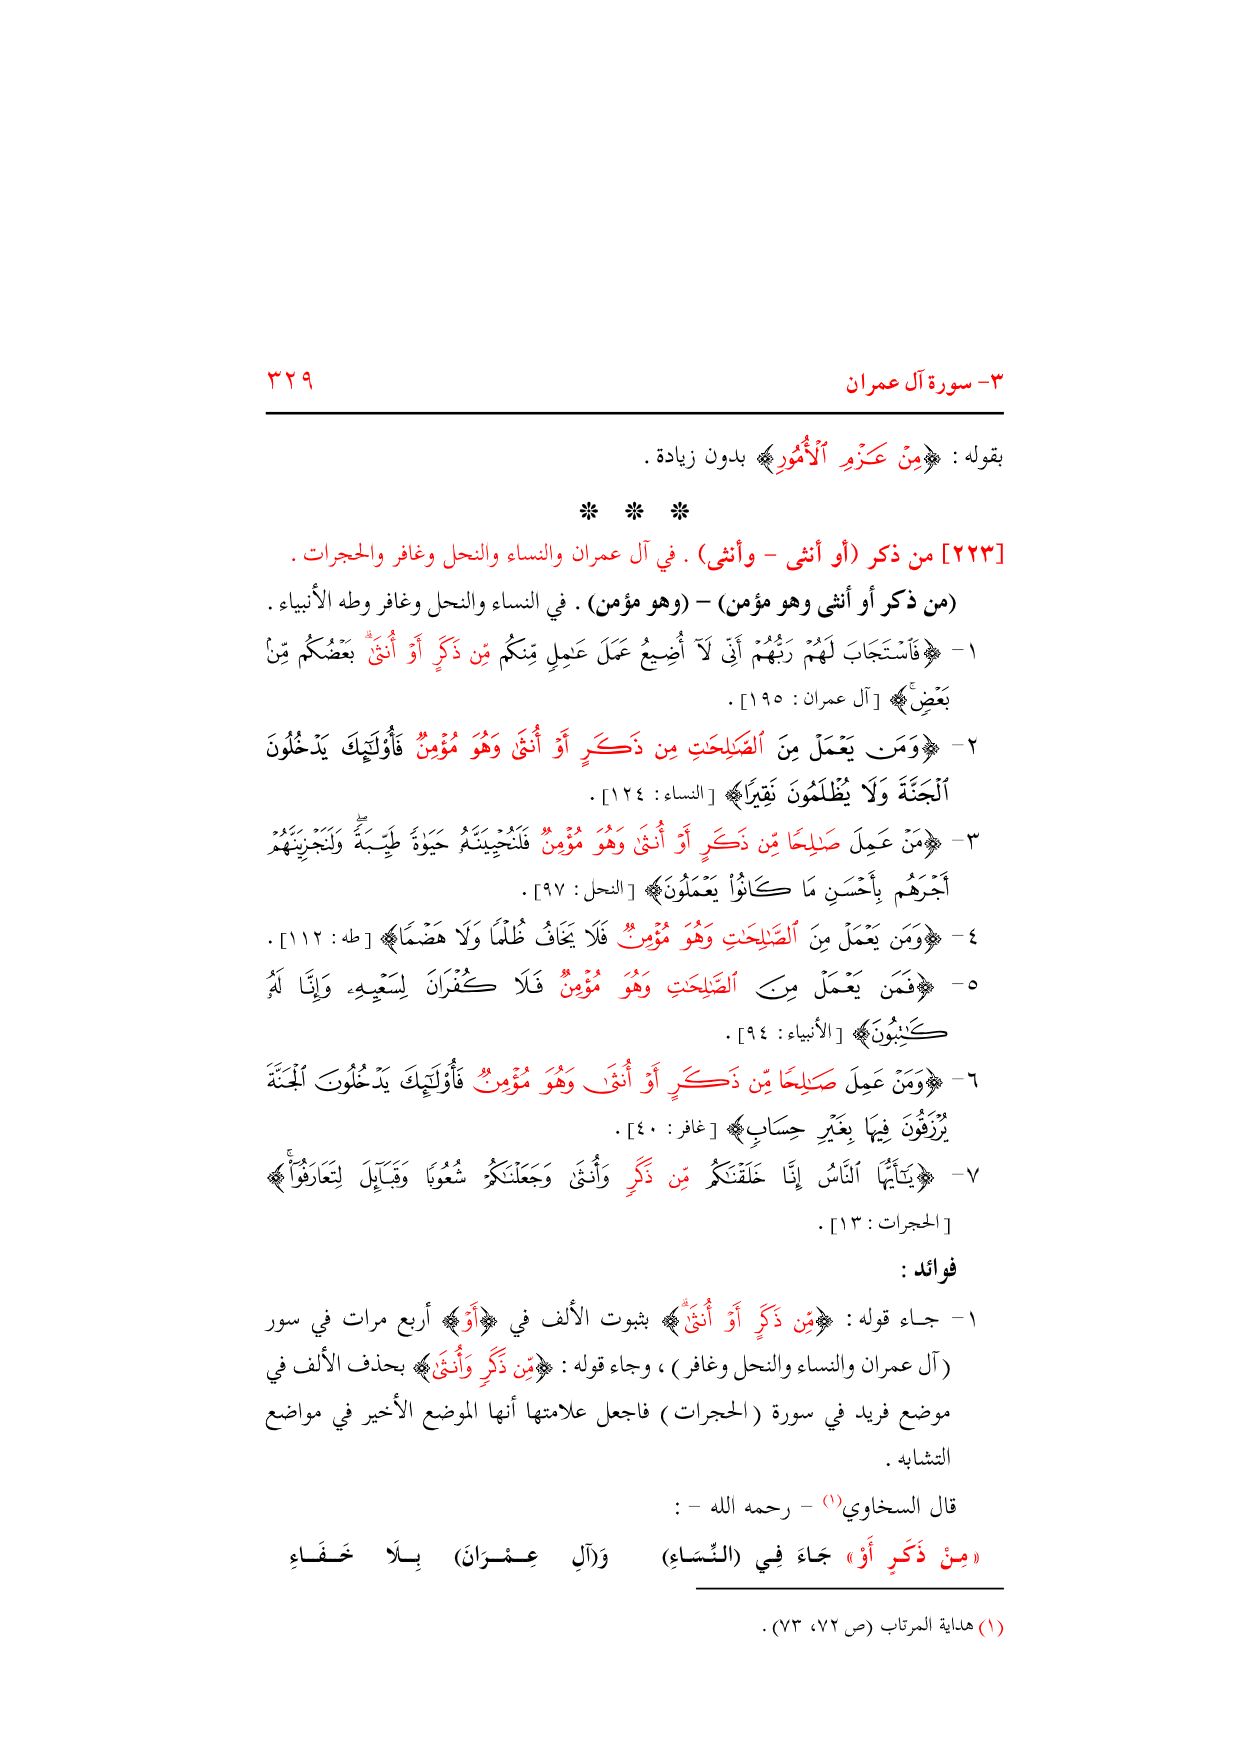 ٣- سورة آل عمران ٣٢٩
بقوله : ﴿مِنْ عَزْمِ ٱلْأُمُورِ﴾ بدون زيادة .
❊ ❊ ❊
[٢٢٣] من ذكر (أو أنثى – وأنثى) . في آل عمران والنساء والنحل وغافر والحجرات .
(من ذكر أو أنثى وهو مؤمن) – (وهو مؤمن) . في النساء والنحل وغافر وطه الأنبياء .
١- ﴿فَٱسْتَجَابَ لَهُمْ رَبُّهُمْ أَنِّى لَآ أُضِيعُ عَمَلَ عَٰمِلٍ مِّنكُم مِّن ذَكَرٍ أَوْ أُنثَىٰ ۖ بَعْضُكُم مِّنۢ
بَعْضٍ ۚ﴾ [آل عمران : ١٩٥] .
٢- ﴿وَمَن يَعْمَلْ مِنَ ٱلصَّٰلِحَٰتِ مِن ذَكَرٍ أَوْ أُنثَىٰ وَهُوَ مُؤْمِنٌ فَأُو۟لَٰٓئِكَ يَدْخُلُونَ
ٱلْجَنَّةَ وَلَا يُظْلَمُونَ نَقِيرًا﴾ [النساء : ١٢٤] .
٣- ﴿مَنْ عَمِلَ صَٰلِحًا مِّن ذَكَرٍ أَوْ أُنثَىٰ وَهُوَ مُؤْمِنٌ فَلَنُحْيِيَنَّهُۥ حَيَوٰةً طَيِّبَةً ۖ وَلَنَجْزِيَنَّهُمْ
أَجْرَهُم بِأَحْسَنِ مَا كَانُوا۟ يَعْمَلُونَ﴾ [النحل : ٩٧] .
٤- ﴿وَمَن يَعْمَلْ مِنَ ٱلصَّٰلِحَٰتِ وَهُوَ مُؤْمِنٌ فَلَا يَخَافُ ظُلْمًا وَلَا هَضْمًا﴾ [طه : ١١٢] .
٥- ﴿فَمَن يَعْمَلْ مِنَ ٱلصَّٰلِحَٰتِ وَهُوَ مُؤْمِنٌ فَلَا كُفْرَانَ لِسَعْيِهِۦ وَإِنَّا لَهُۥ
كَٰتِبُونَ﴾ [الأنبياء : ٩٤] .
٦- ﴿وَمَنْ عَمِلَ صَٰلِحًا مِّن ذَكَرٍ أَوْ أُنثَىٰ وَهُوَ مُؤْمِنٌ فَأُو۟لَٰٓئِكَ يَدْخُلُونَ ٱلْجَنَّةَ
يُرْزَقُونَ فِيهَا بِغَيْرِ حِسَابٍ﴾ [غافر : ٤٠] .
٧- ﴿يَٰٓأَيُّهَا ٱلنَّاسُ إِنَّا خَلَقْنَٰكُم مِّن ذَكَرٍ وَأُنثَىٰ وَجَعَلْنَٰكُمْ شُعُوبًا وَقَبَآئِلَ لِتَعَارَفُوٓا۟ ۚ﴾
[الحجرات : ١٣] .
فوائد :
١- جاء قوله : ﴿مِّن ذَكَرٍ أَوْ أُنثَىٰ ۖ﴾ بثبوت الألف في ﴿أَوْ﴾ أربع مرات في سور
(آل عمران والنساء والنحل وغافر) ، وجاء قوله : ﴿مِّن ذَكَرٍ وَأُنثَىٰ﴾ بحذف الألف في
موضع فريد في سورة (الحجرات) فاجعل علامتها أنها الموضع الأخير في مواضع
التشابه .
قال السخاوي(١) – رحمه الله – :
«مِنْ ذَكَرٍ أَوْ» جَاءَ فِي (النِّسَاءِ) وَ(آلِ عِمْرَانَ) بِلَا خَفَاءِ
(١) هداية المرتاب (ص ٧٢، ٧٣) .